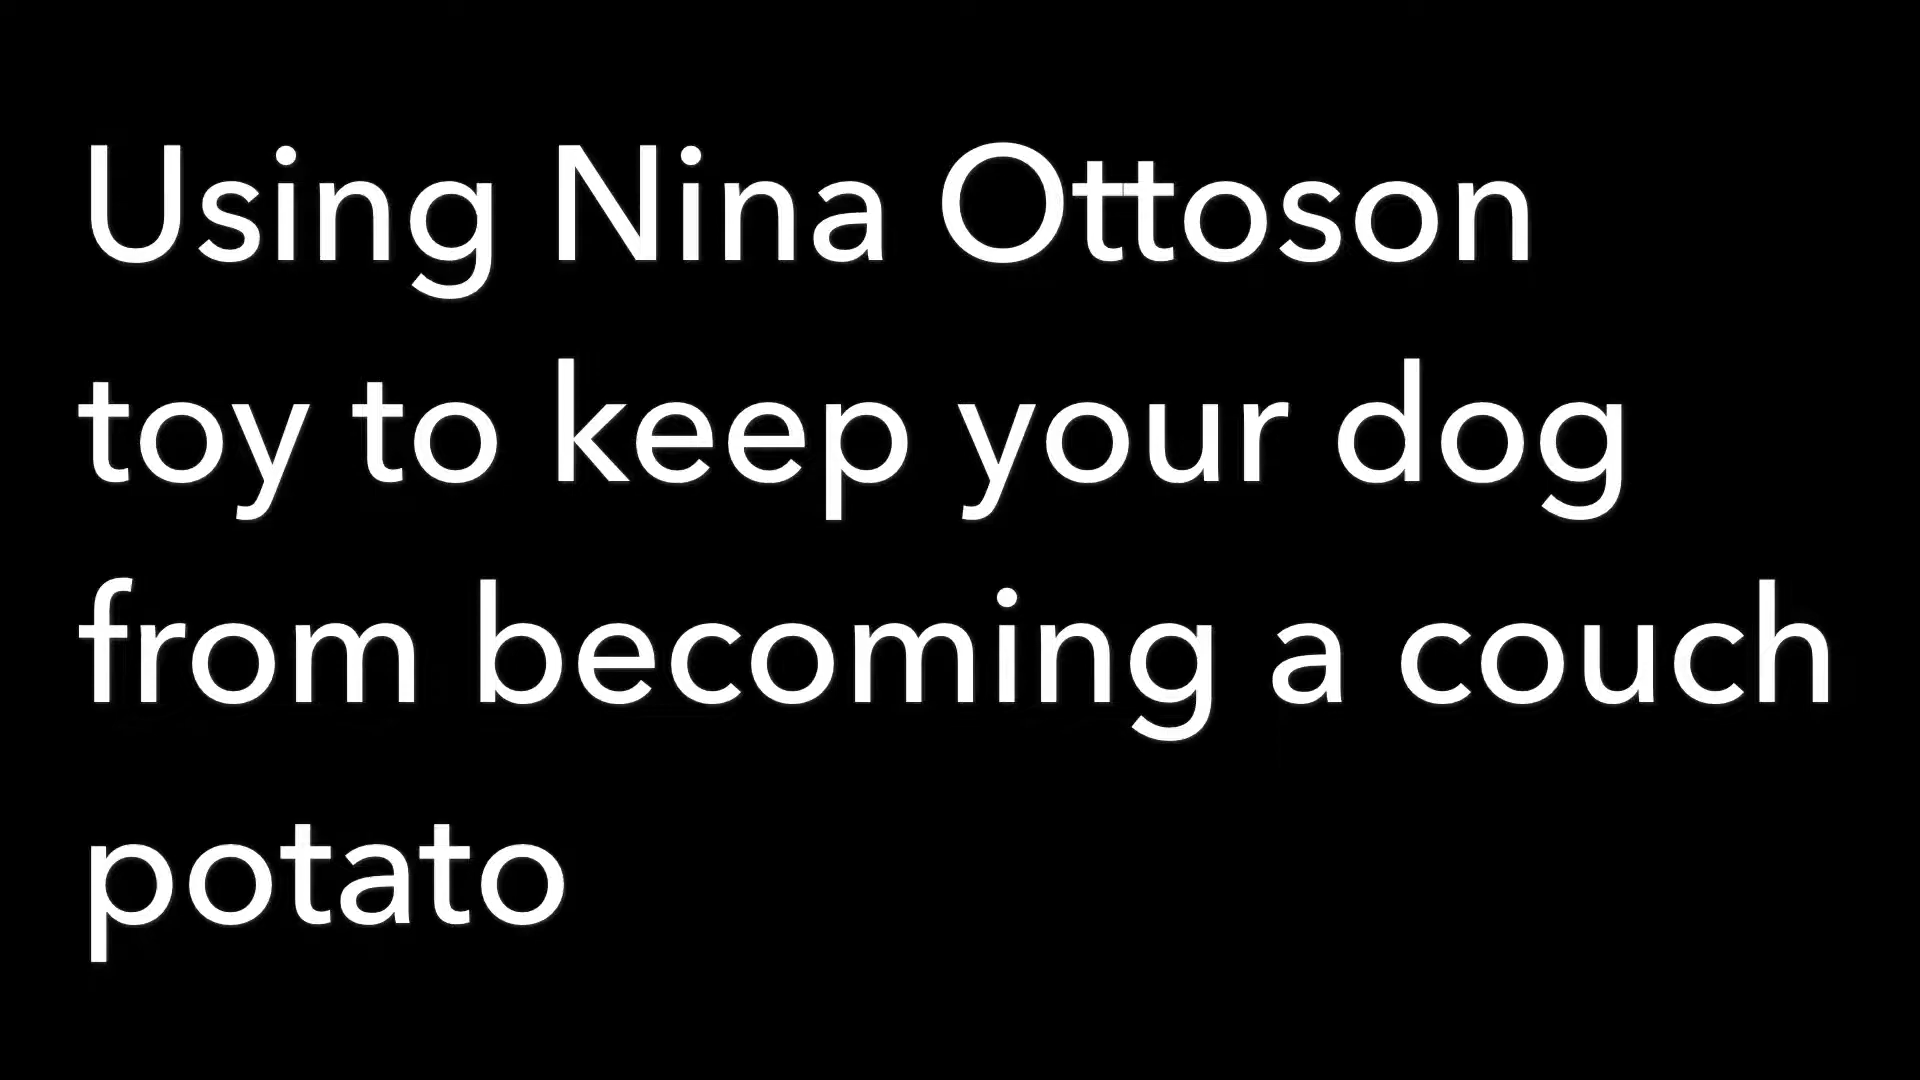 Using Nina Ottoson
toy to keep your dog
from becoming a couch
potato